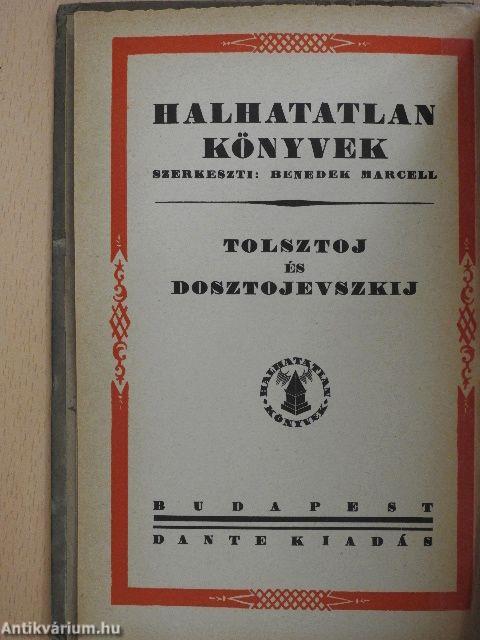 HALHATATLAN
KÖNYVEK
SZERKESZTI: BENEDEK MARCELL
TOLSZTOJ
ÉS
DOSZTOJEVSZKIJ
HALHATATLAN
KÖNYVEK
BUDAPEST
DANTE KIADÁS
Antikvárium.hu